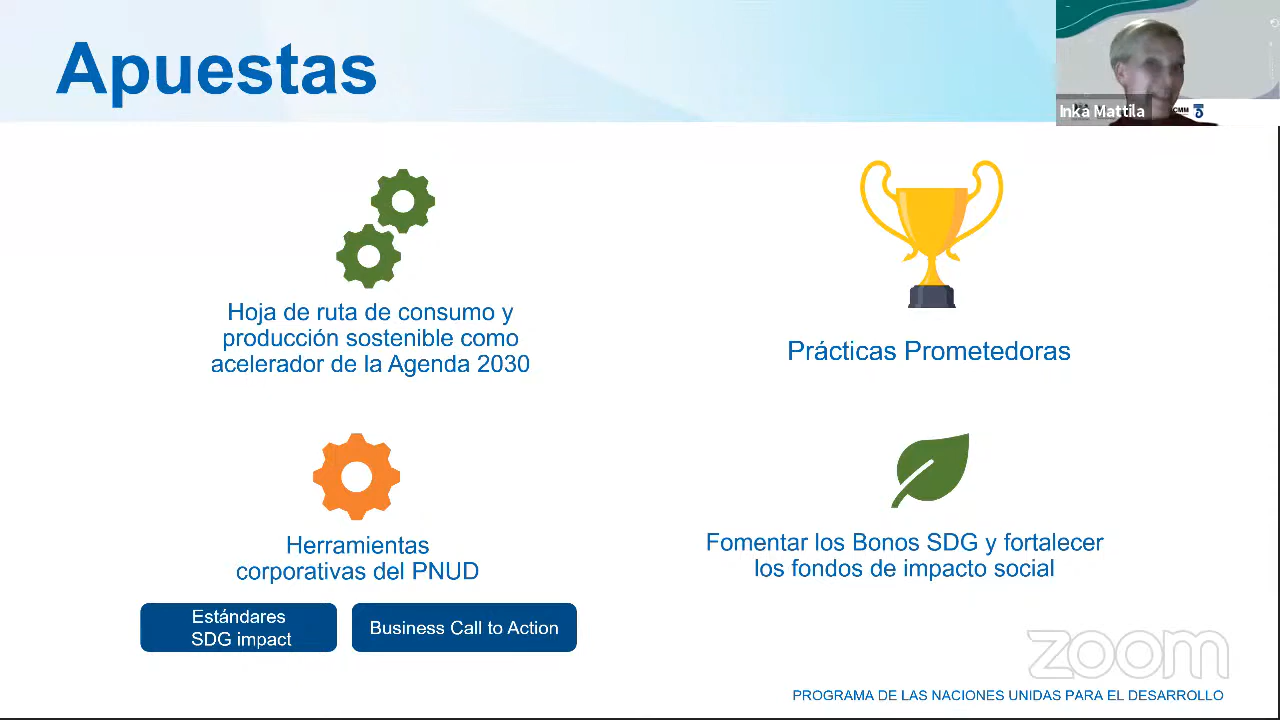 Apuestas
Inka Mattila
CMM
Hoja de ruta de consumo y
producción sostenible como
acelerador de la Agenda 2030
Prácticas Prometedoras
Herramientas
corporativas del PNUD
Estándares
SDG impact
Business Call to Action
Fomentar los Bonos SDG y fortalecer
los fondos de impacto social
zoom
PROGRAMA DE LAS NACIONES UNIDAS PARA EL DESARROLLO